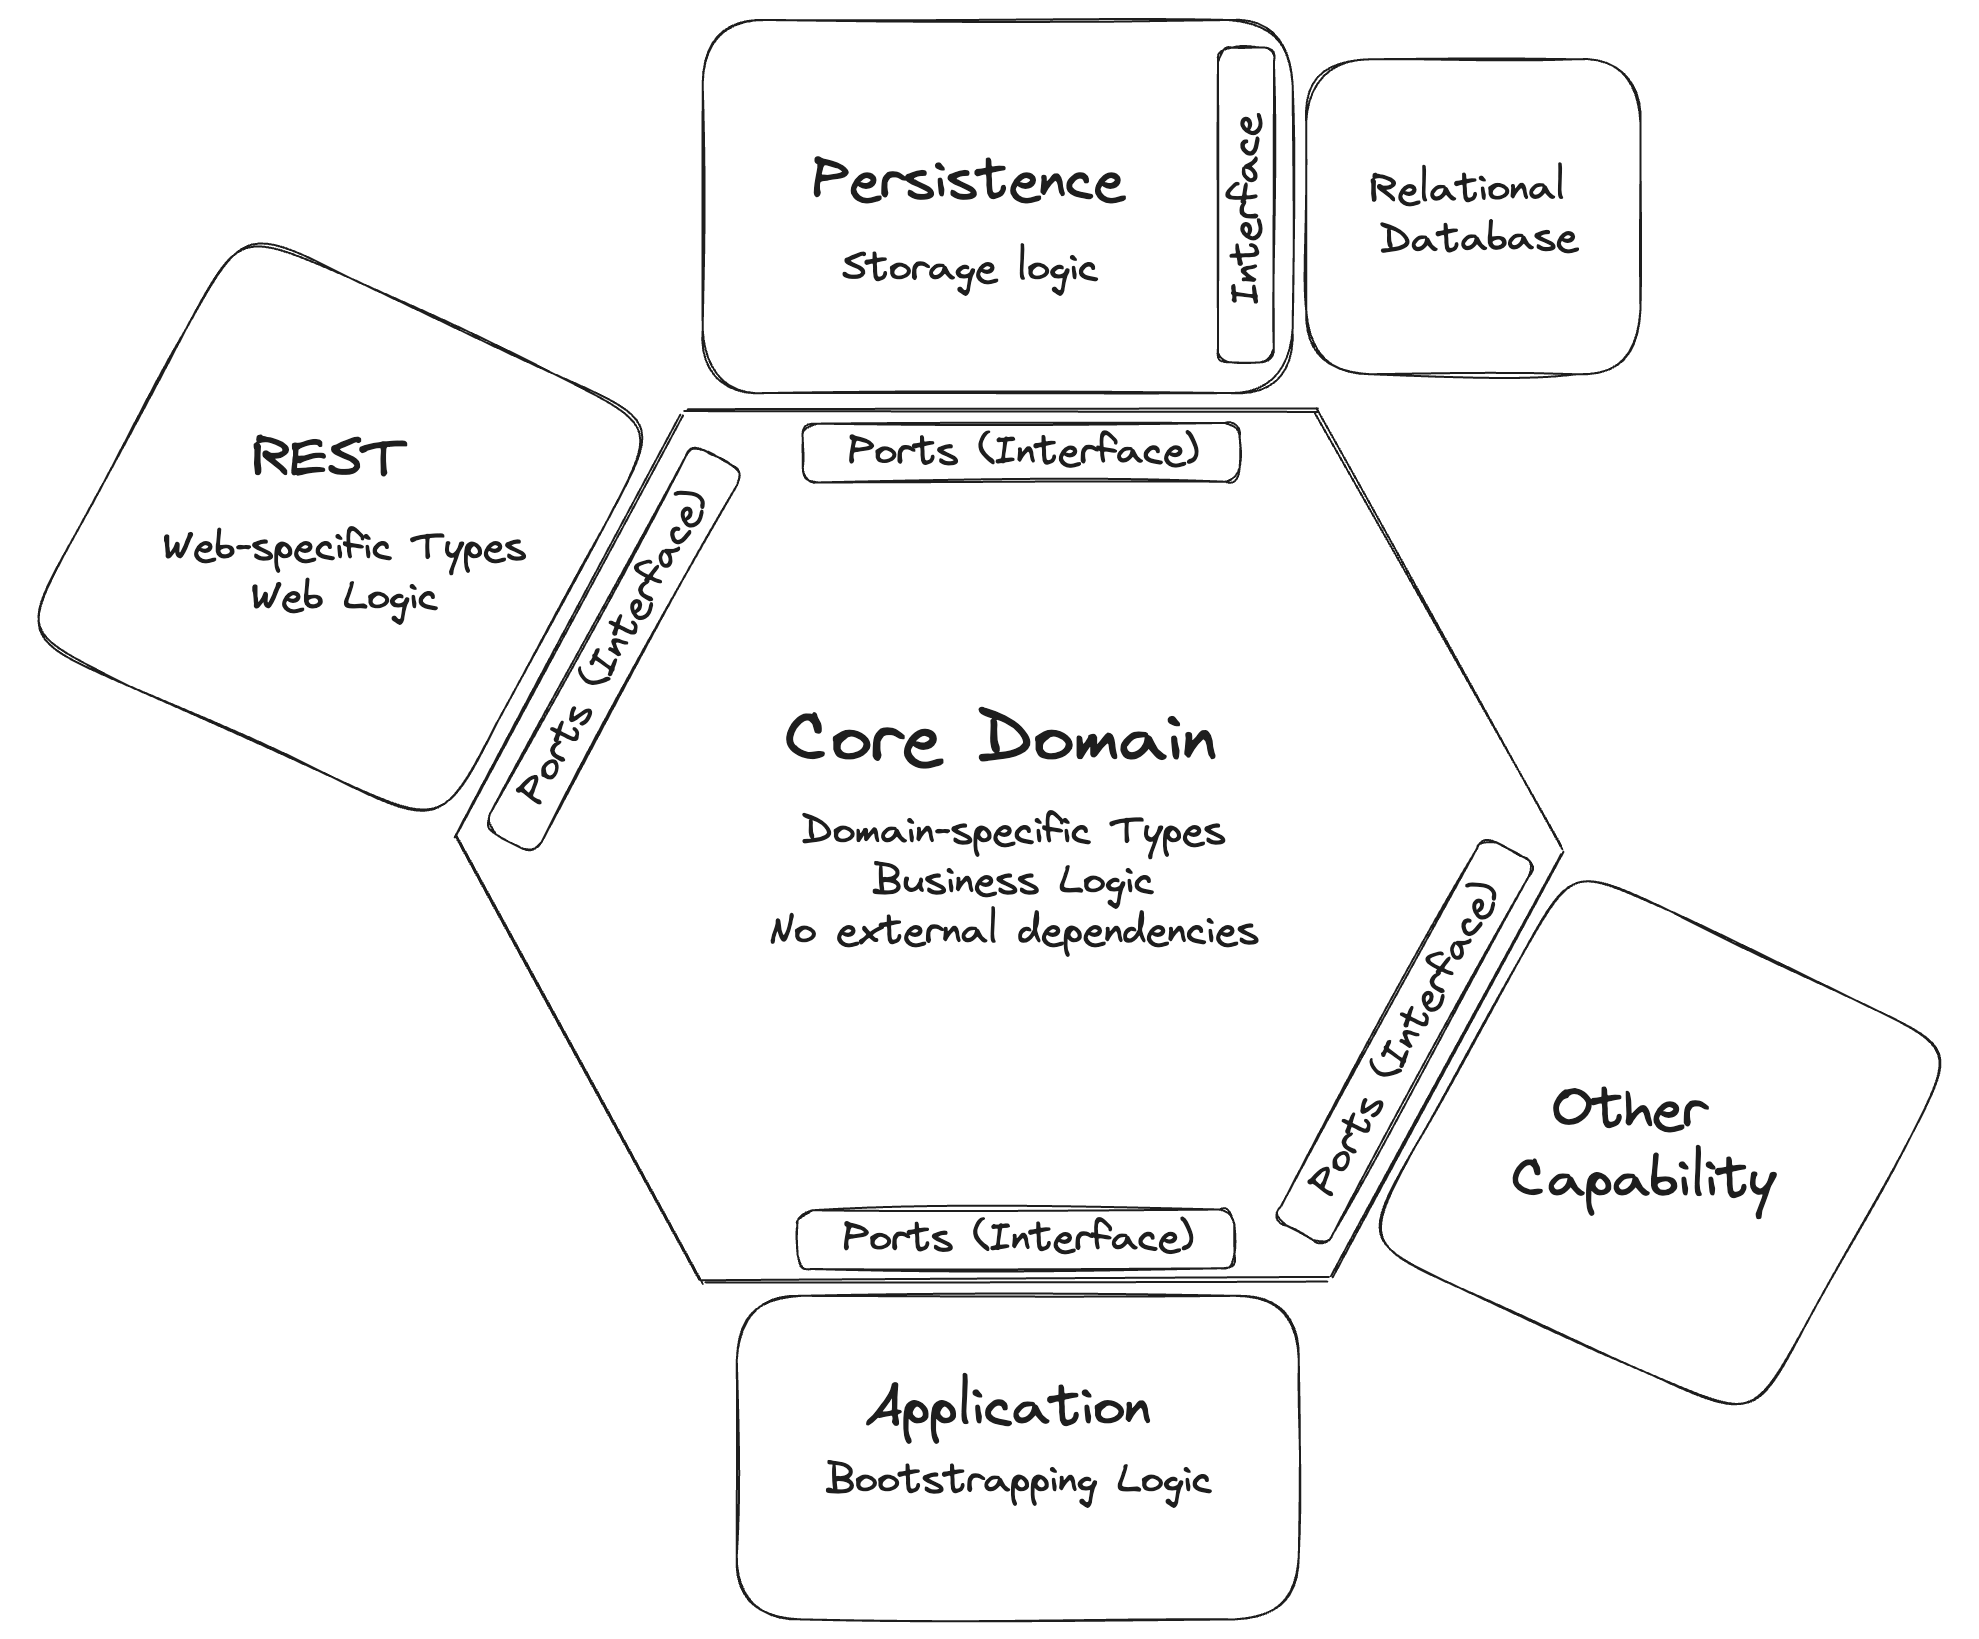 Persistence
Storage logic
Interface
Relational
Database
REST
Web-specific Types
Web Logic
Ports (Interface)
Ports (Interface)
Core Domain
Domain-specific Types
Business Logic
No external dependencies
Ports (Interface)
Other
Capability
Ports (Interface)
Application
Bootstrapping Logic